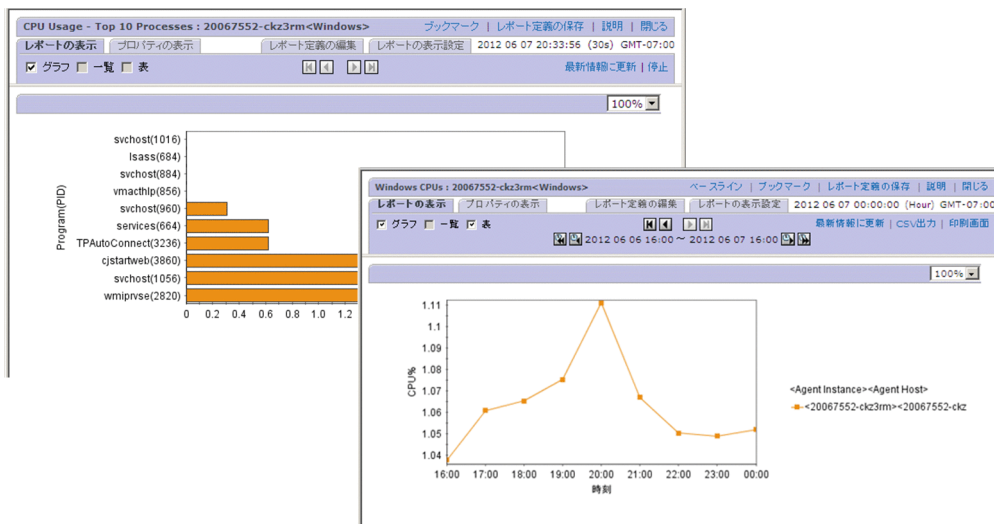 CPU Usage - Top 10 Processes : 20067552-ckz3rm<Windows>
ブックマーク | レポート定義の保存 | 説明 | 閉じる
レポートの表示 プロパティの表示 レポート定義の編集 レポートの表示設定 2012 06 07 20:33:56 (30s) GMT-07:00
グラフ 一覧 表 最新情報に更新 | 停止
100%
Program(PID)
svchost(1016)
lsass(684)
svchost(884)
vmacthlp(856)
svchost(960)
services(664)
TPAutoConnect(3236)
cjstartweb(3860)
svchost(1056)
wmiprvse(2820)
0 0.2 0.4 0.6 0.8 1.0 1.2
Windows CPUs : 20067552-ckz3rm<Windows>
ベースライン | ブックマーク | レポート定義の保存 | 説明 | 閉じる
レポートの表示 プロパティの表示 レポート定義の編集 レポートの表示設定 2012 06 07 00:00:00 (Hour) GMT-07:00
グラフ 一覧 表 最新情報に更新 | CSV出力 | 印刷画面
2012 06 06 16:00 ~ 2012 06 07 16:00
100%
CPU%
1.11
1.1
1.09
1.08
1.07
1.06
1.05
1.04
16:00 17:00 18:00 19:00 20:00 21:00 22:00 23:00 00:00
時刻
<Agent Instance><Agent Host>
<20067552-ckz3rm><20067552-ckz